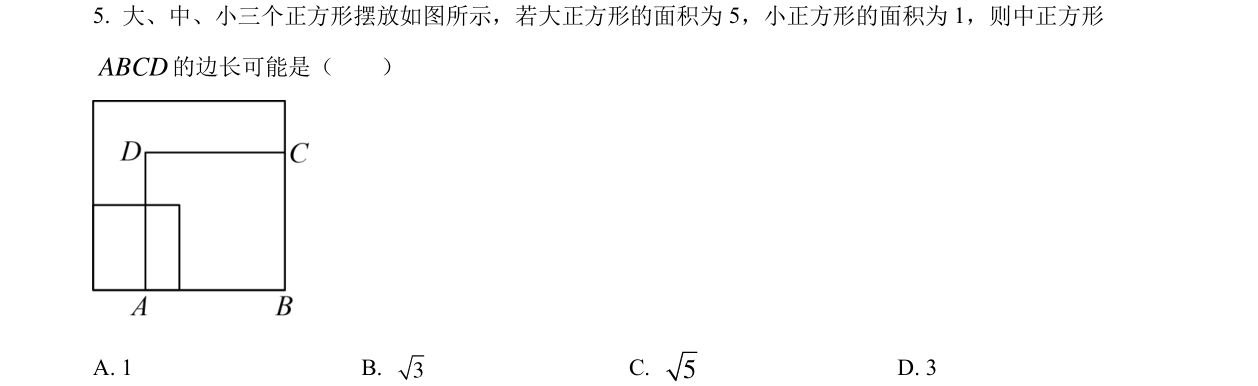 5. 大、中、小三个正方形摆放如图所示，若大正方形的面积为 5，小正方形的面积为 1，则中正方形
ABCD 的边长可能是（　　）
D
C
A
B
A. 1 B. √3 C. √5 D. 3